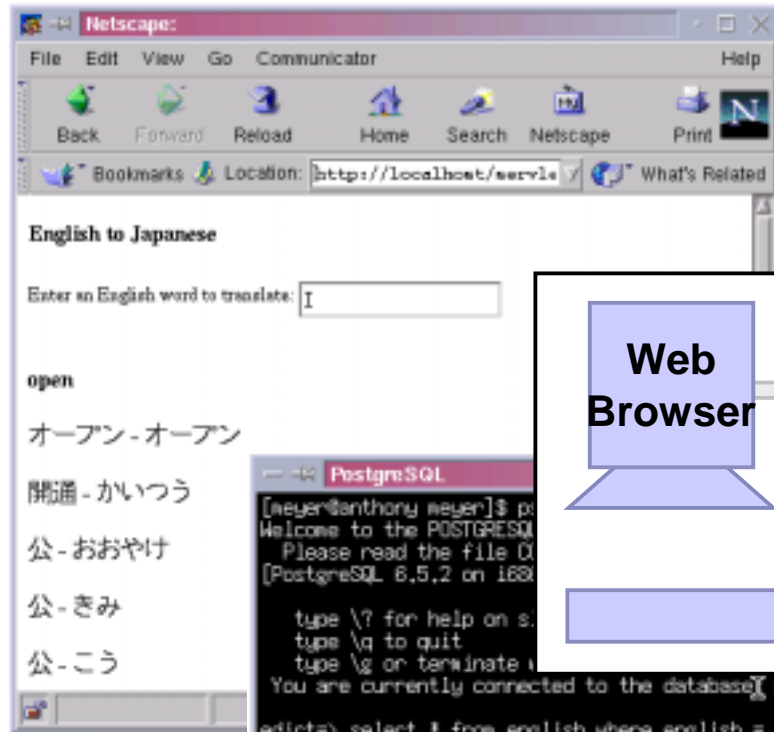 Netscape:
File Edit View Go Communicator Help
Back Forward Reload Home Search Netscape Print N
Bookmarks Location: http://localhost/servle What's Related
English to Japanese
Enter an English word to translate:
open
オープン - オープン
開通 - かいつう
公 - おおやけ
公 - きみ
公 - こう
PostgreSQL
[meyer@anthony meyer]$
Welcome to the
Please read the file
[PostgreSQL 6.5.2 on
type \? for help on
type \q to quit
type \g or terminate
You are currently connected to the database
edict=> select * from english where english =
Web
Browser